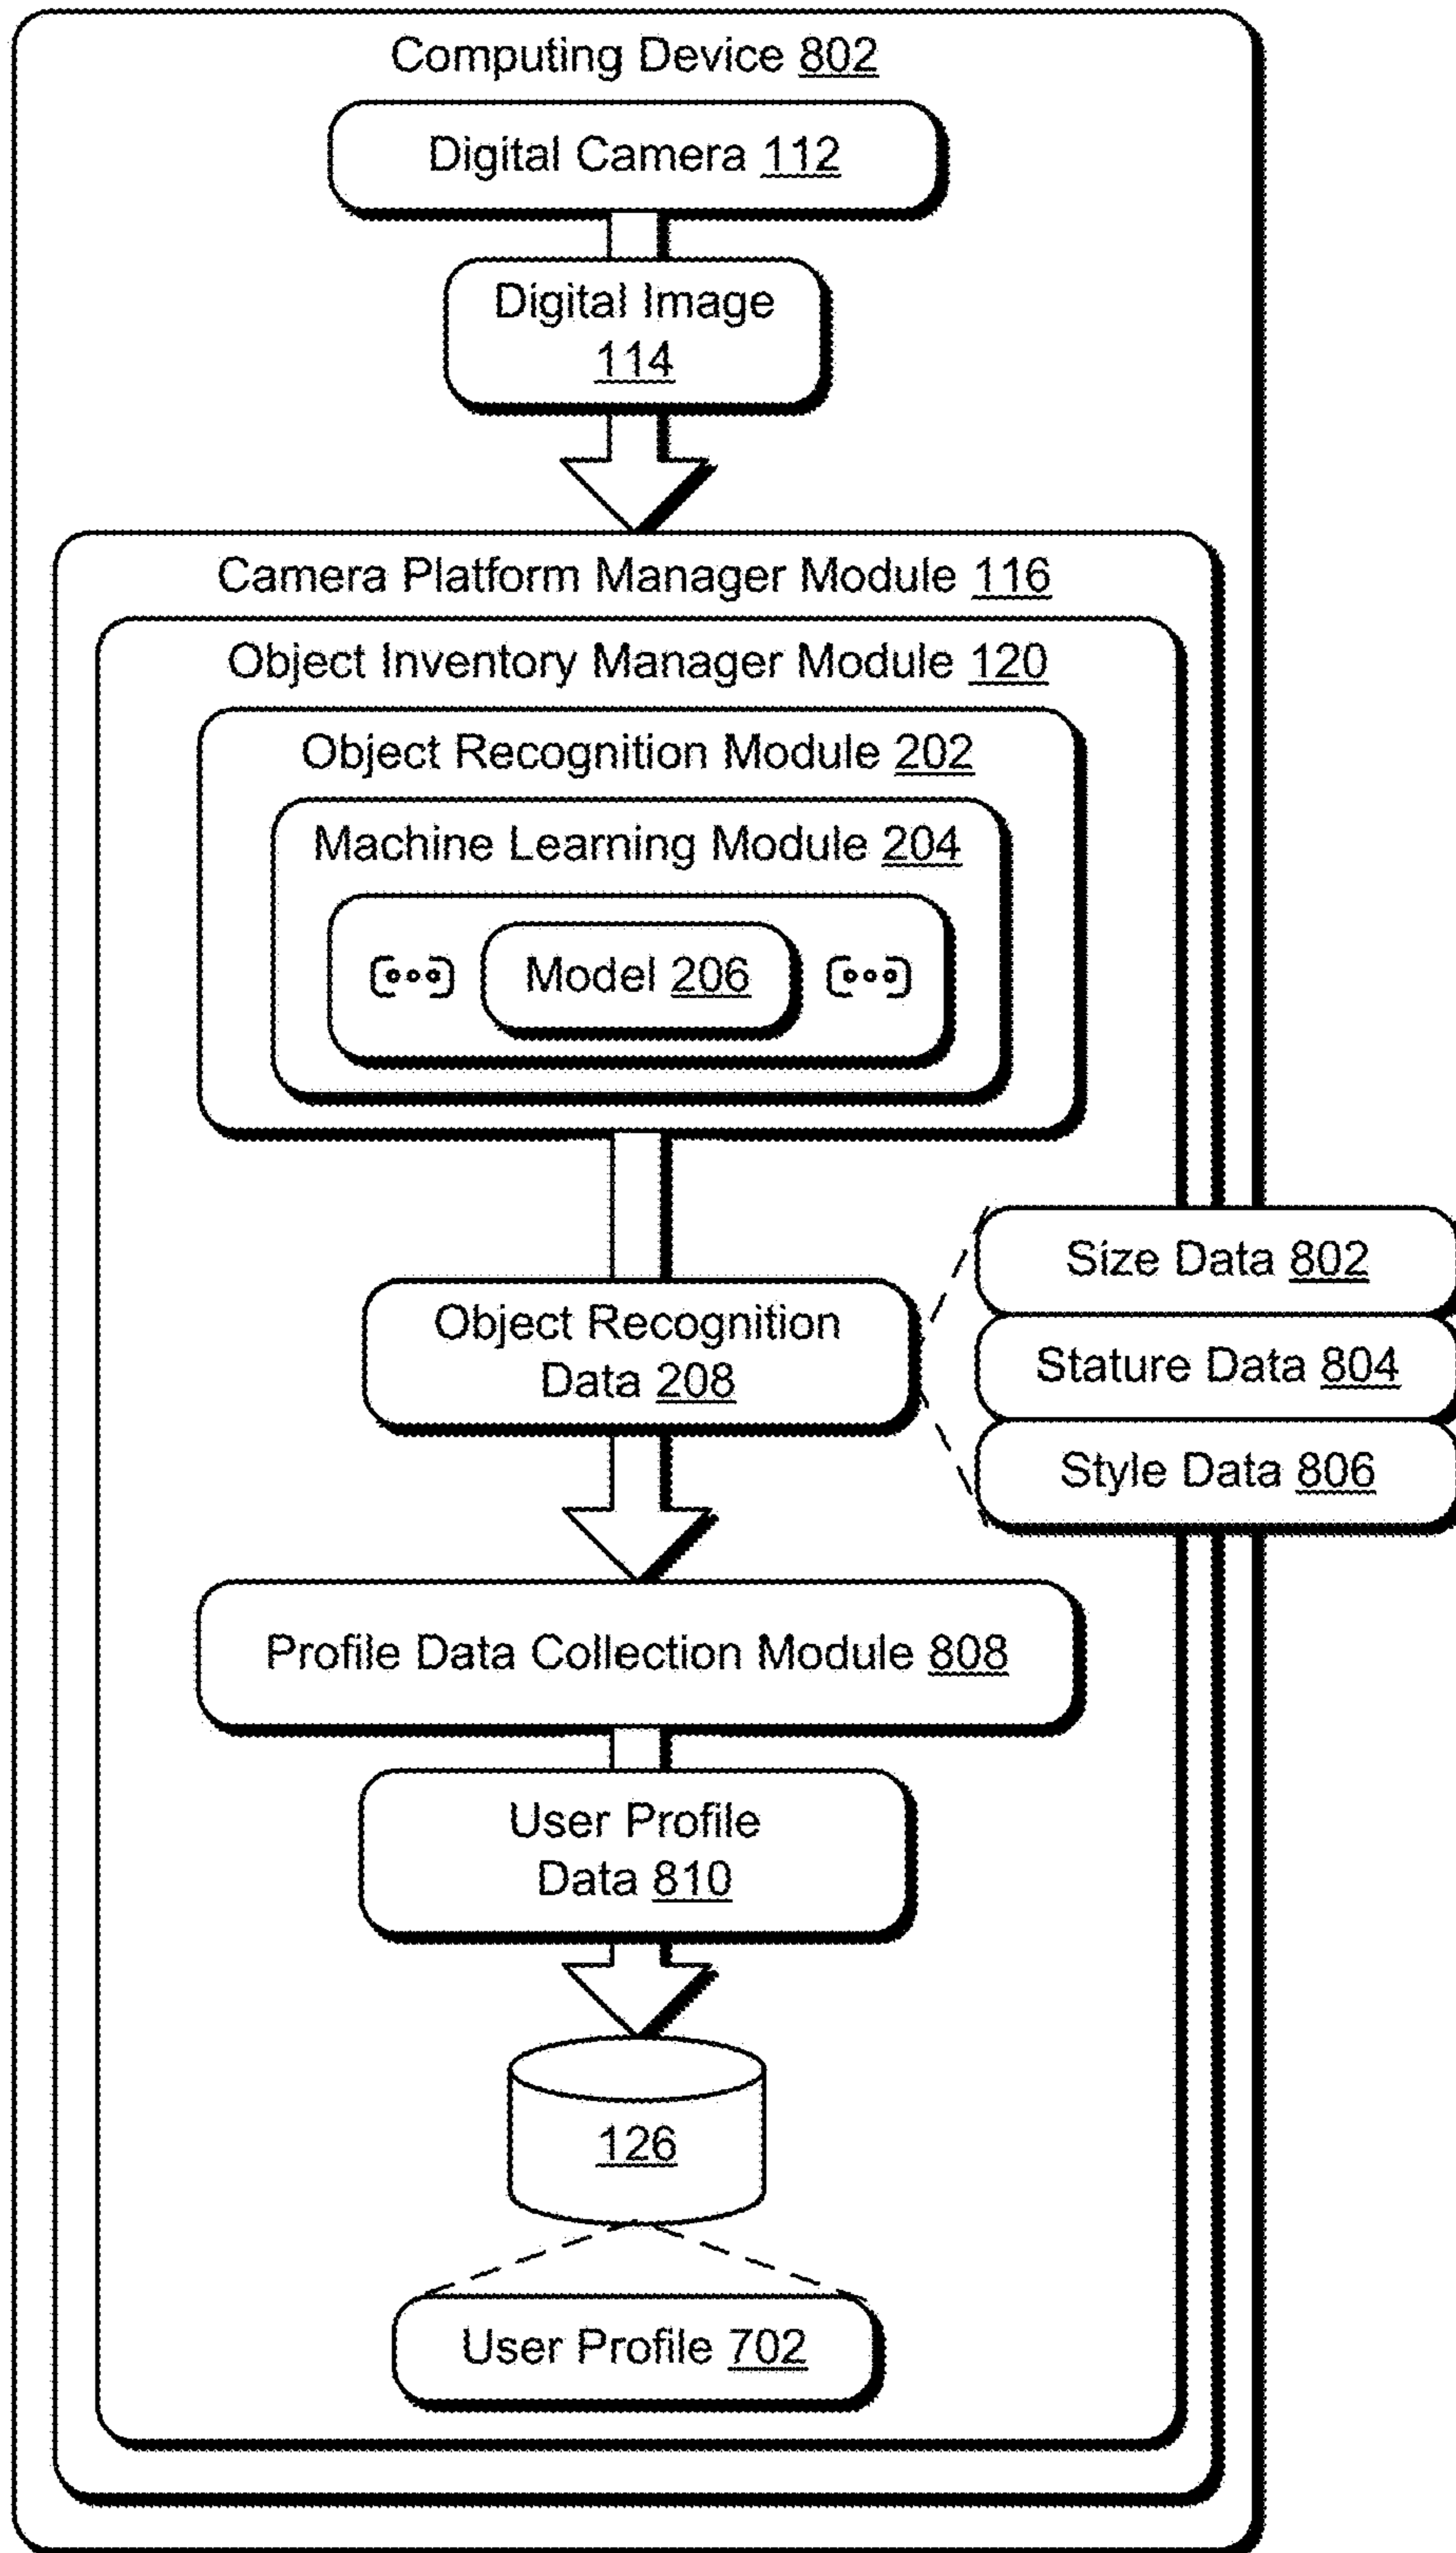 Computing Device 802
Digital Camera 112
Digital Image
114
Camera Platform Manager Module 116
Object Inventory Manager Module 120
Object Recognition Module 202
Machine Learning Module 204
Model 206
Size Data 802
Object Recognition
Data 208
Stature Data 804
Style Data 806
Profile Data Collection Module 808
User Profile
Data 810
126
User Profile 702